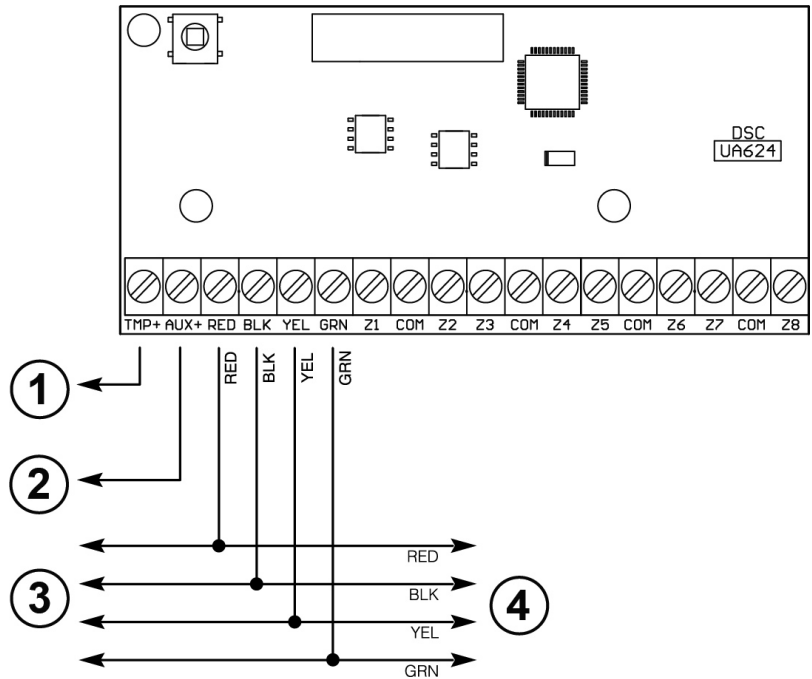 DSC
UA624
TMP+ AUX+ RED BLK YEL GRN Z1 COM Z2 Z3 COM Z4 Z5 COM Z6 Z7 COM Z8
RED
BLK
YEL
GRN
1
2
RED
3
BLK
4
YEL
GRN